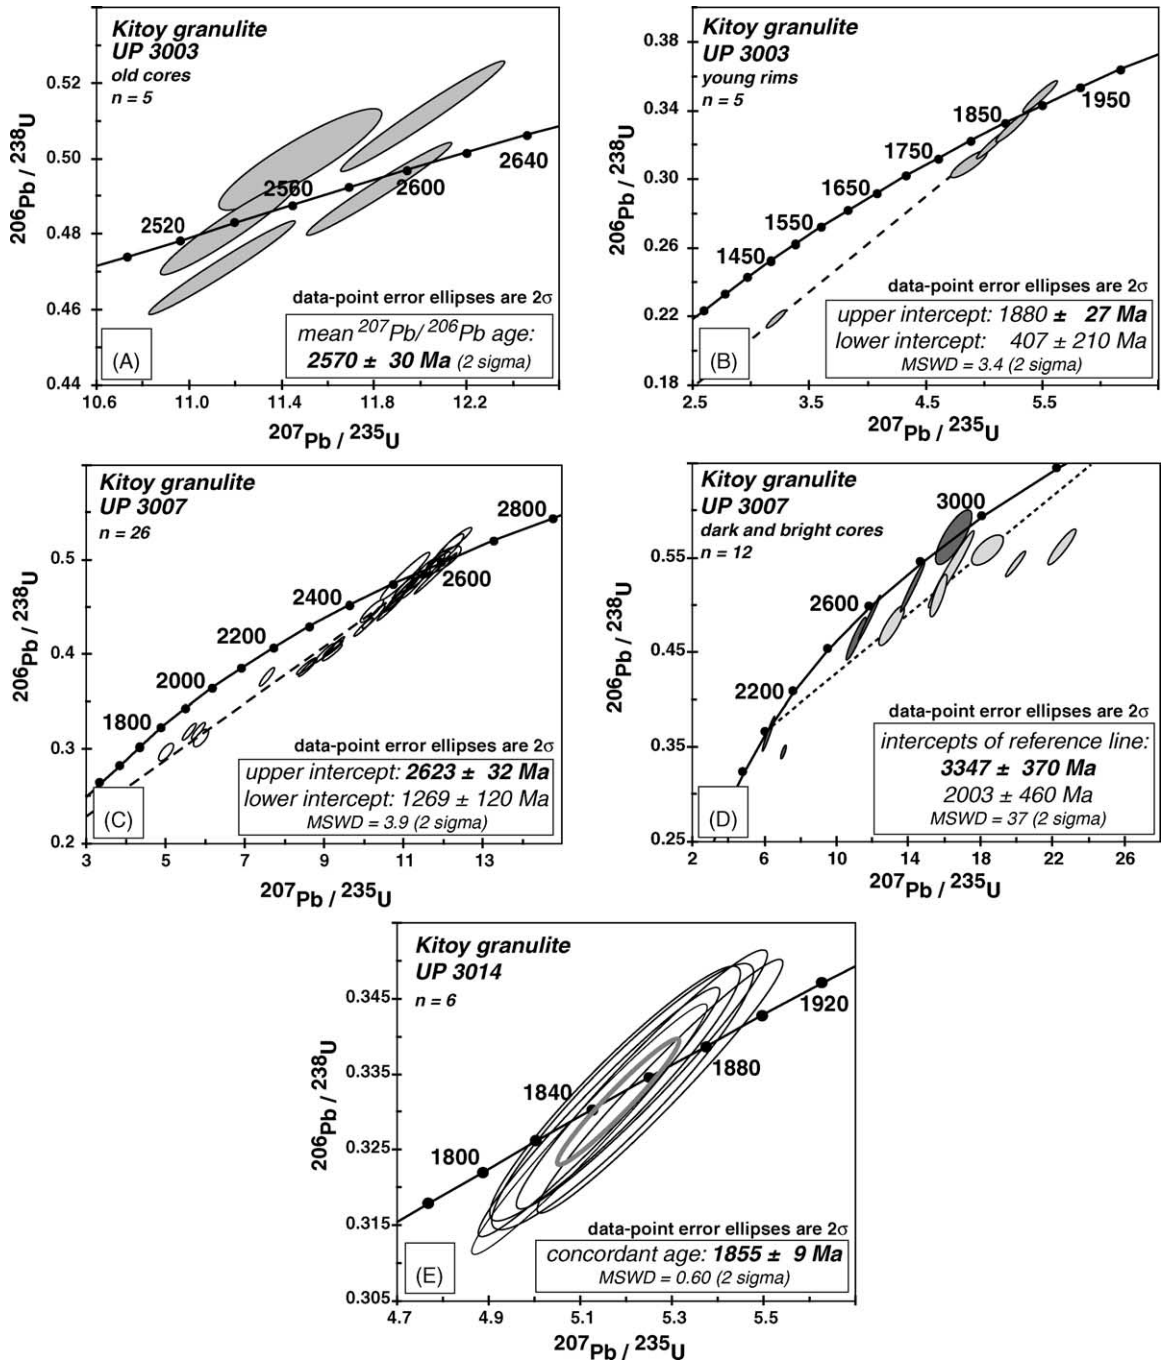 Kitoy granulite
UP 3003
old cores
n = 5
0.52
0.50
0.48
0.46
0.44
206Pb / 238U
2520
2560
2600
2640
data-point error ellipses are 2σ
mean 207Pb/ 206Pb age:
2570 ± 30 Ma (2 sigma)
(A)
10.6 11.0 11.4 11.8 12.2
207Pb / 235U
Kitoy granulite
UP 3003
young rims
n = 5
0.38
0.34
0.30
0.26
0.22
0.18
206Pb / 238U
1450
1550
1650
1750
1850
1950
data-point error ellipses are 2σ
upper intercept: 1880 ± 27 Ma
lower intercept: 407 ± 210 Ma
MSWD = 3.4 (2 sigma)
(B)
2.5 3.5 4.5 5.5
207Pb / 235U
Kitoy granulite
UP 3007
n = 26
0.5
0.4
0.3
0.2
206Pb / 238U
1800
2000
2200
2400
2600
2800
data-point error ellipses are 2σ
upper intercept: 2623 ± 32 Ma
lower intercept: 1269 ± 120 Ma
MSWD = 3.9 (2 sigma)
(C)
3 5 7 9 11 13
207Pb / 235U
Kitoy granulite
UP 3007
dark and bright cores
n = 12
0.55
0.45
0.35
0.25
206Pb / 238U
2200
2600
3000
data-point error ellipses are 2σ
intercepts of reference line:
3347 ± 370 Ma
2003 ± 460 Ma
MSWD = 37 (2 sigma)
(D)
2 6 10 14 18 22 26
207Pb / 235U
Kitoy granulite
UP 3014
n = 6
0.345
0.335
0.325
0.315
0.305
206Pb / 238U
1800
1840
1880
1920
data-point error ellipses are 2σ
concordant age: 1855 ± 9 Ma
MSWD = 0.60 (2 sigma)
(E)
4.7 4.9 5.1 5.3 5.5
207Pb / 235U